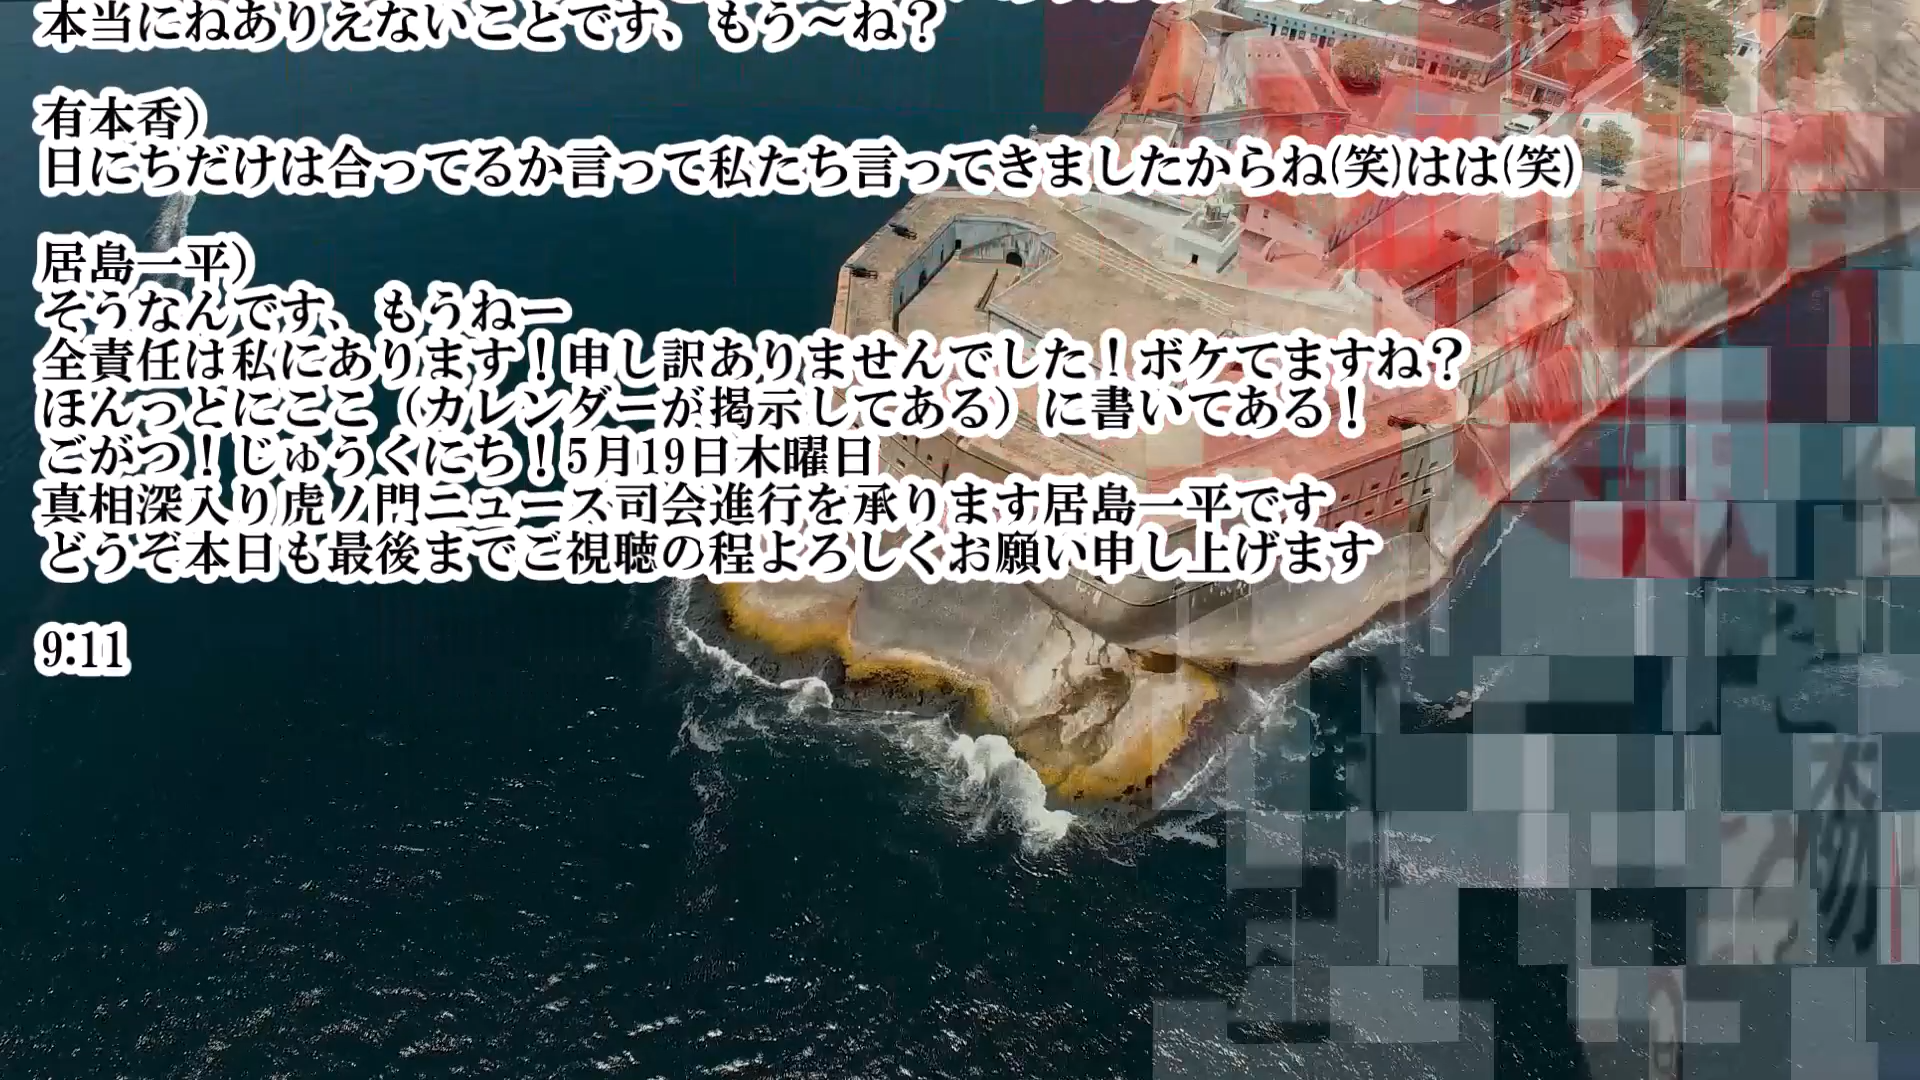 本当にねありえないことです、もう～ね？
有本香）
日にちだけは合ってるか言って私たち言ってきましたからね(笑)はは(笑)
居島一平）
そうなんです、もうねー
全責任は私にあります！申し訳ありませんでした！ボケてますね？
ほんっとにここ（カレンダーが掲示してある）に書いてある！
ごがつ！じゅうくにち！5月19日木曜日
真相深入り虎ノ門ニュース司会進行を承ります居島一平です
どうぞ本日も最後までご視聴の程よろしくお願い申し上げます
9:11